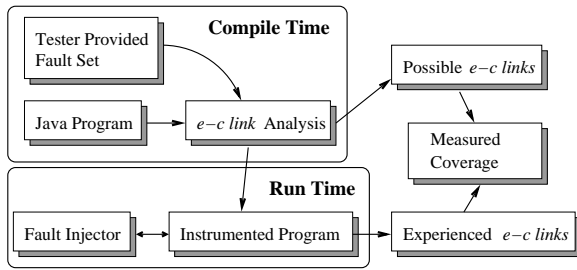 Compile Time
Tester Provided
Fault Set
Java Program
e−c link Analysis
Possible e−c links
Measured
Coverage
Run Time
Fault Injector
Instrumented Program
Experienced e−c links